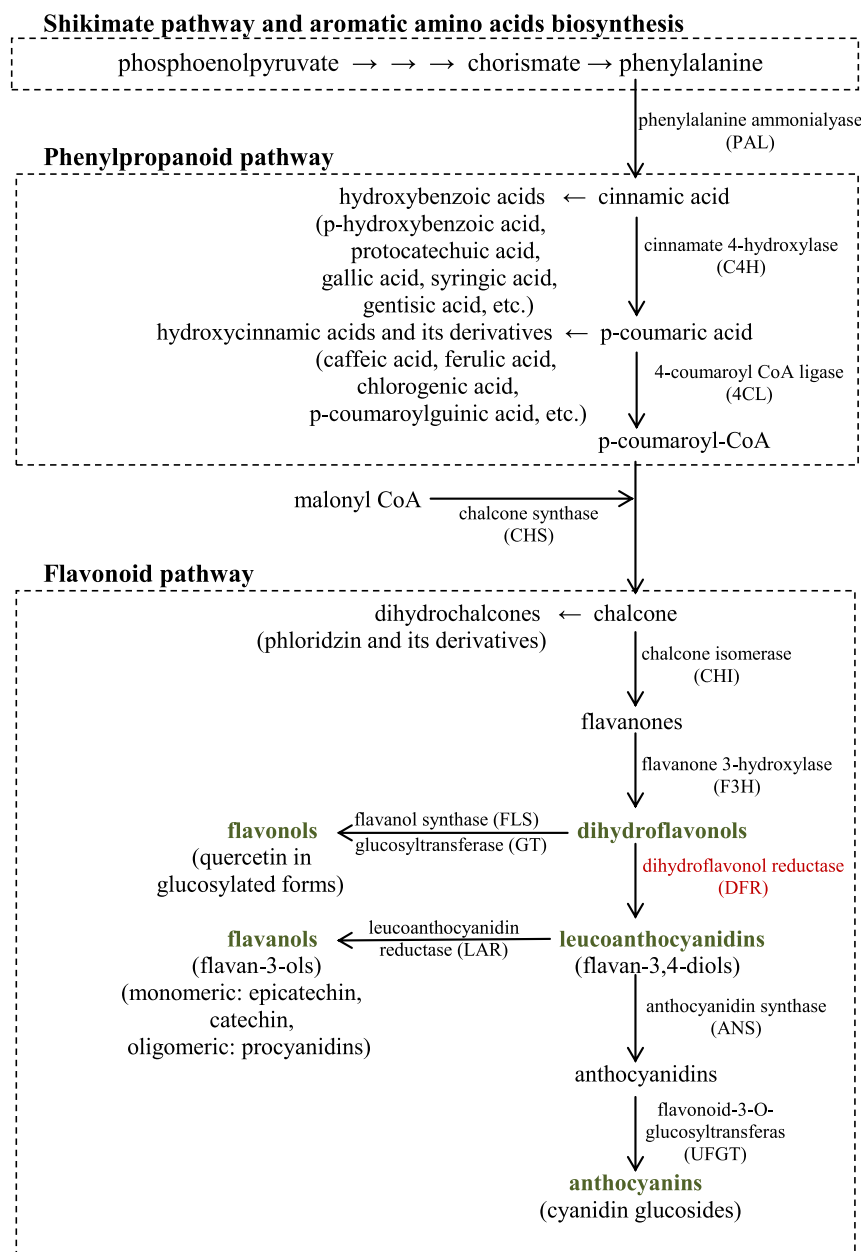 Shikimate pathway and aromatic amino acids biosynthesis
phosphoenolpyruvate → → → chorismate → phenylalanine
phenylalanine ammonialyase
(PAL)
Phenylpropanoid pathway
hydroxybenzoic acids ← cinnamic acid
(p-hydroxybenzoic acid,
protocatechuic acid,
gallic acid, syringic acid,
gentisic acid, etc.)
cinnamate 4-hydroxylase
(C4H)
hydroxycinnamic acids and its derivatives ← p-coumaric acid
(caffeic acid, ferulic acid,
chlorogenic acid,
p-coumaroylguinic acid, etc.)
4-coumaroyl CoA ligase
(4CL)
p-coumaroyl-CoA
malonyl CoA
chalcone synthase
(CHS)
Flavonoid pathway
dihydrochalcones ← chalcone
(phloridzin and its derivatives)
chalcone isomerase
(CHI)
flavanones
flavanone 3-hydroxylase
(F3H)
flavonols
(quercetin in
glucosylated forms)
flavanol synthase (FLS)
glucosyltransferase (GT)
dihydroflavonols
dihydroflavonol reductase
(DFR)
flavanols
(flavan-3-ols)
(monomeric: epicatechin,
catechin,
oligomeric: procyanidins)
leucoanthocyanidin
reductase (LAR)
leucoanthocyanidins
(flavan-3,4-diols)
anthocyanidin synthase
(ANS)
anthocyanidins
flavonoid-3-O-
glucosyltransferas
(UFGT)
anthocyanins
(cyanidin glucosides)